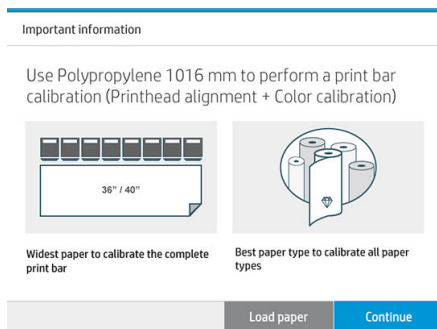 Important information
Use Polypropylene 1016 mm to perform a print bar
calibration (Printhead alignment + Color calibration)
36" / 40"
Widest paper to calibrate the complete
print bar
Best paper type to calibrate all paper
types
Load paper
Continue